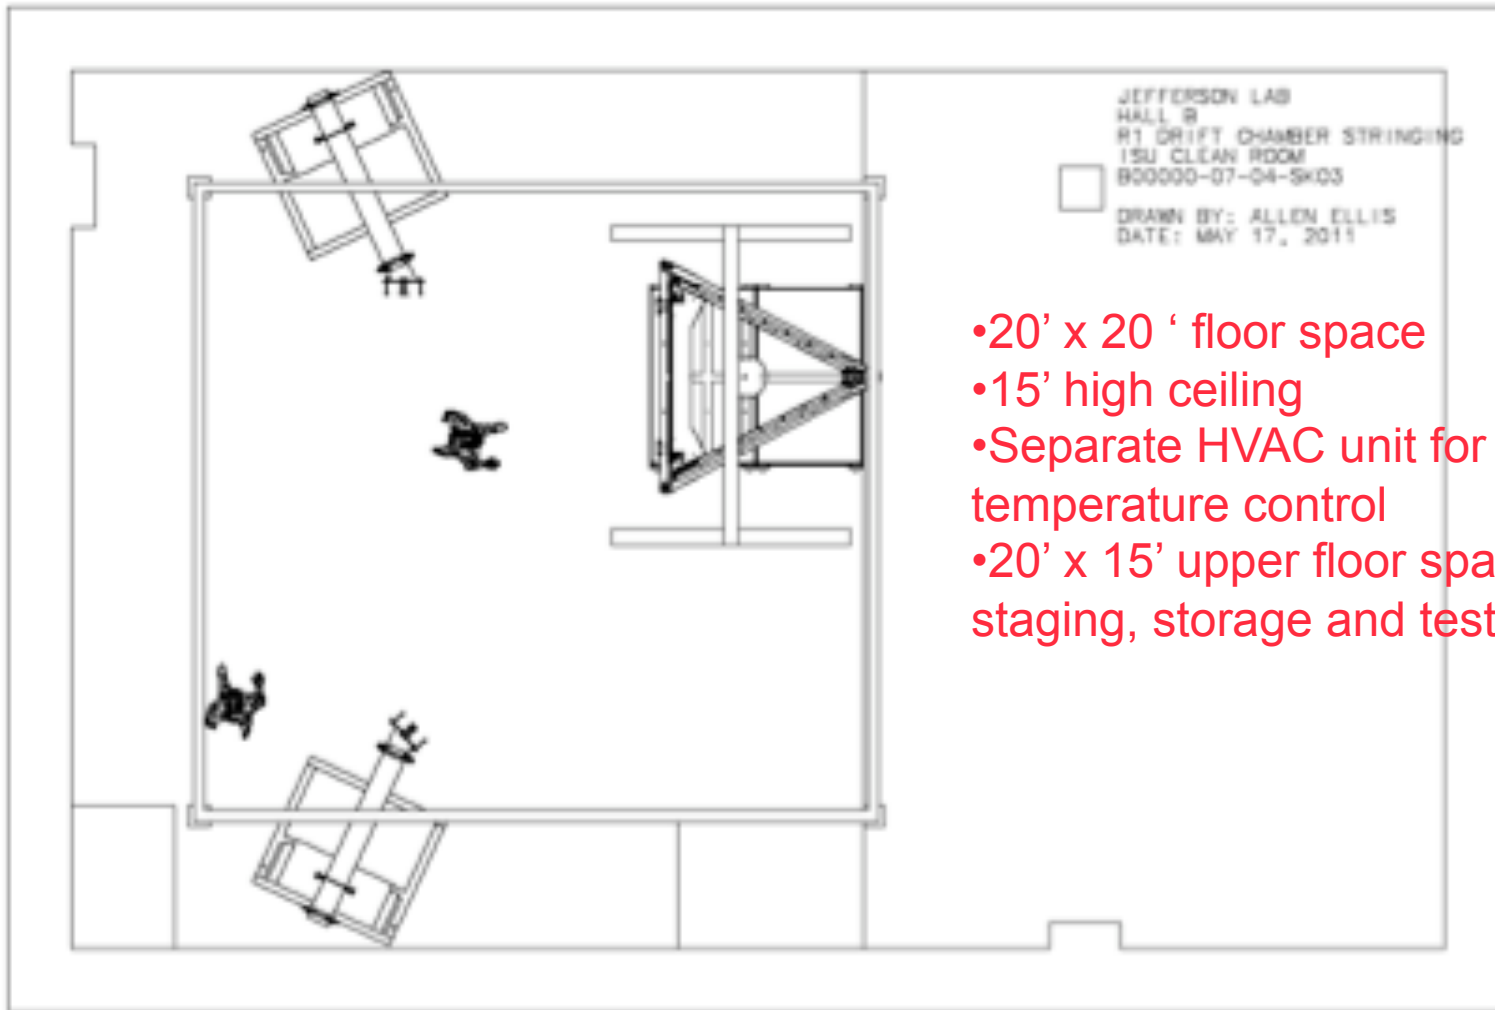 JEFFERSON LAB
HALL B
R1 DRIFT CHAMBER STRINGING
ISU CLEAN ROOM
B00000-07-04-SK03
DRAWN BY: ALLEN ELLIS
DATE: MAY 17, 2011
•20’ x 20 ‘ floor space
•15’ high ceiling
•Separate HVAC unit for
temperature control
•20’ x 15’ upper floor spa
staging, storage and test